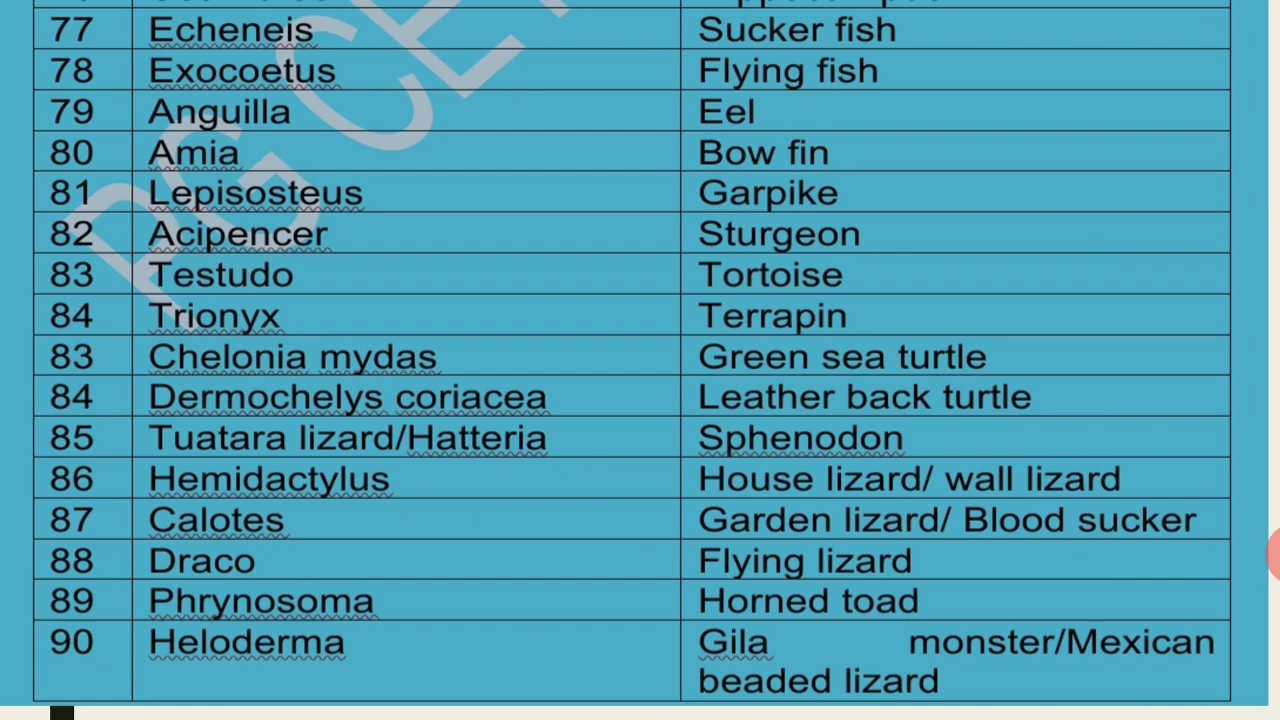 77 Echeneis Sucker fish
78 Exocoetus Flying fish
79 Anguilla Eel
80 Amia Bow fin
81 Lepisosteus Garpike
82 Acipencer Sturgeon
83 Testudo Tortoise
84 Trionyx Terrapin
83 Chelonia mydas Green sea turtle
84 Dermochelys coriacea Leather back turtle
85 Tuatara lizard/Hatteria Sphenodon
86 Hemidactylus House lizard/ wall lizard
87 Calotes Garden lizard/ Blood sucker
88 Draco Flying lizard
89 Phrynosoma Horned toad
90 Heloderma Gila monster/Mexican
beaded lizard
PG CET